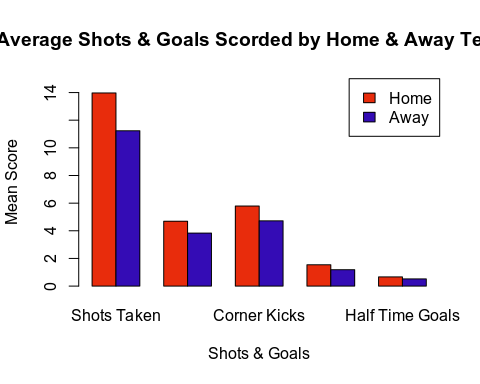 Average Shots & Goals Scorded by Home & Away Te
Home
Away
Mean Score
14
10
8
6
4
2
0
Shots Taken
Corner Kicks
Half Time Goals
Shots & Goals